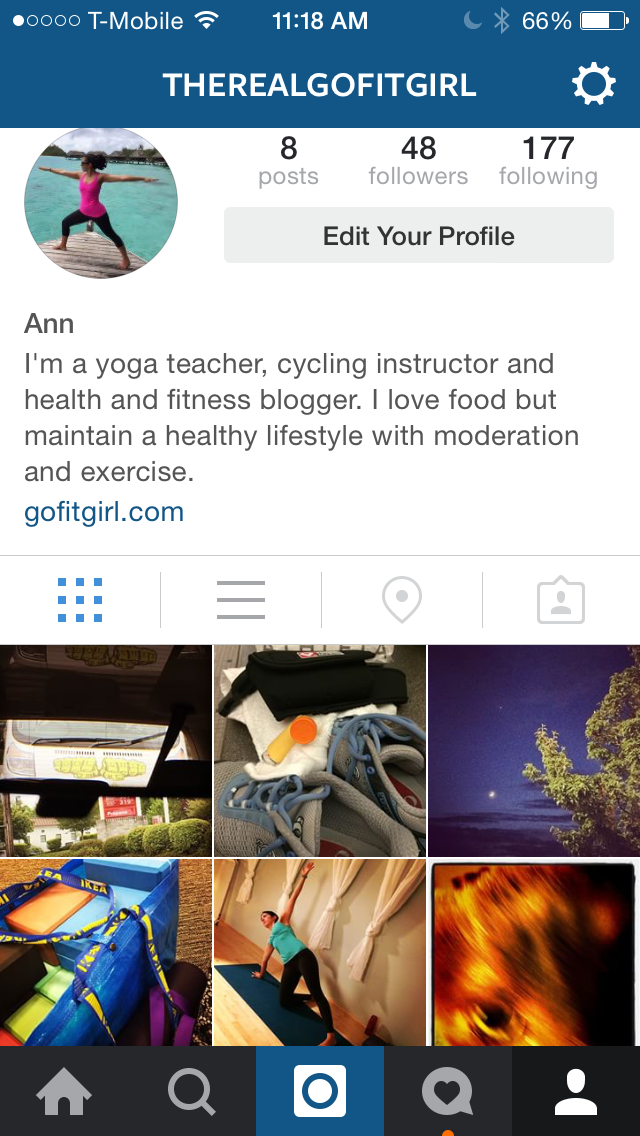 T-Mobile 11:18 AM 66%
THEREALGOFITGIRL
8 48 177
posts followers following
Edit Your Profile
Ann
I'm a yoga teacher, cycling instructor and
health and fitness blogger. I love food but
maintain a healthy lifestyle with moderation
and exercise.
gofitgirl.com
IKEA
IKEA
IKEA